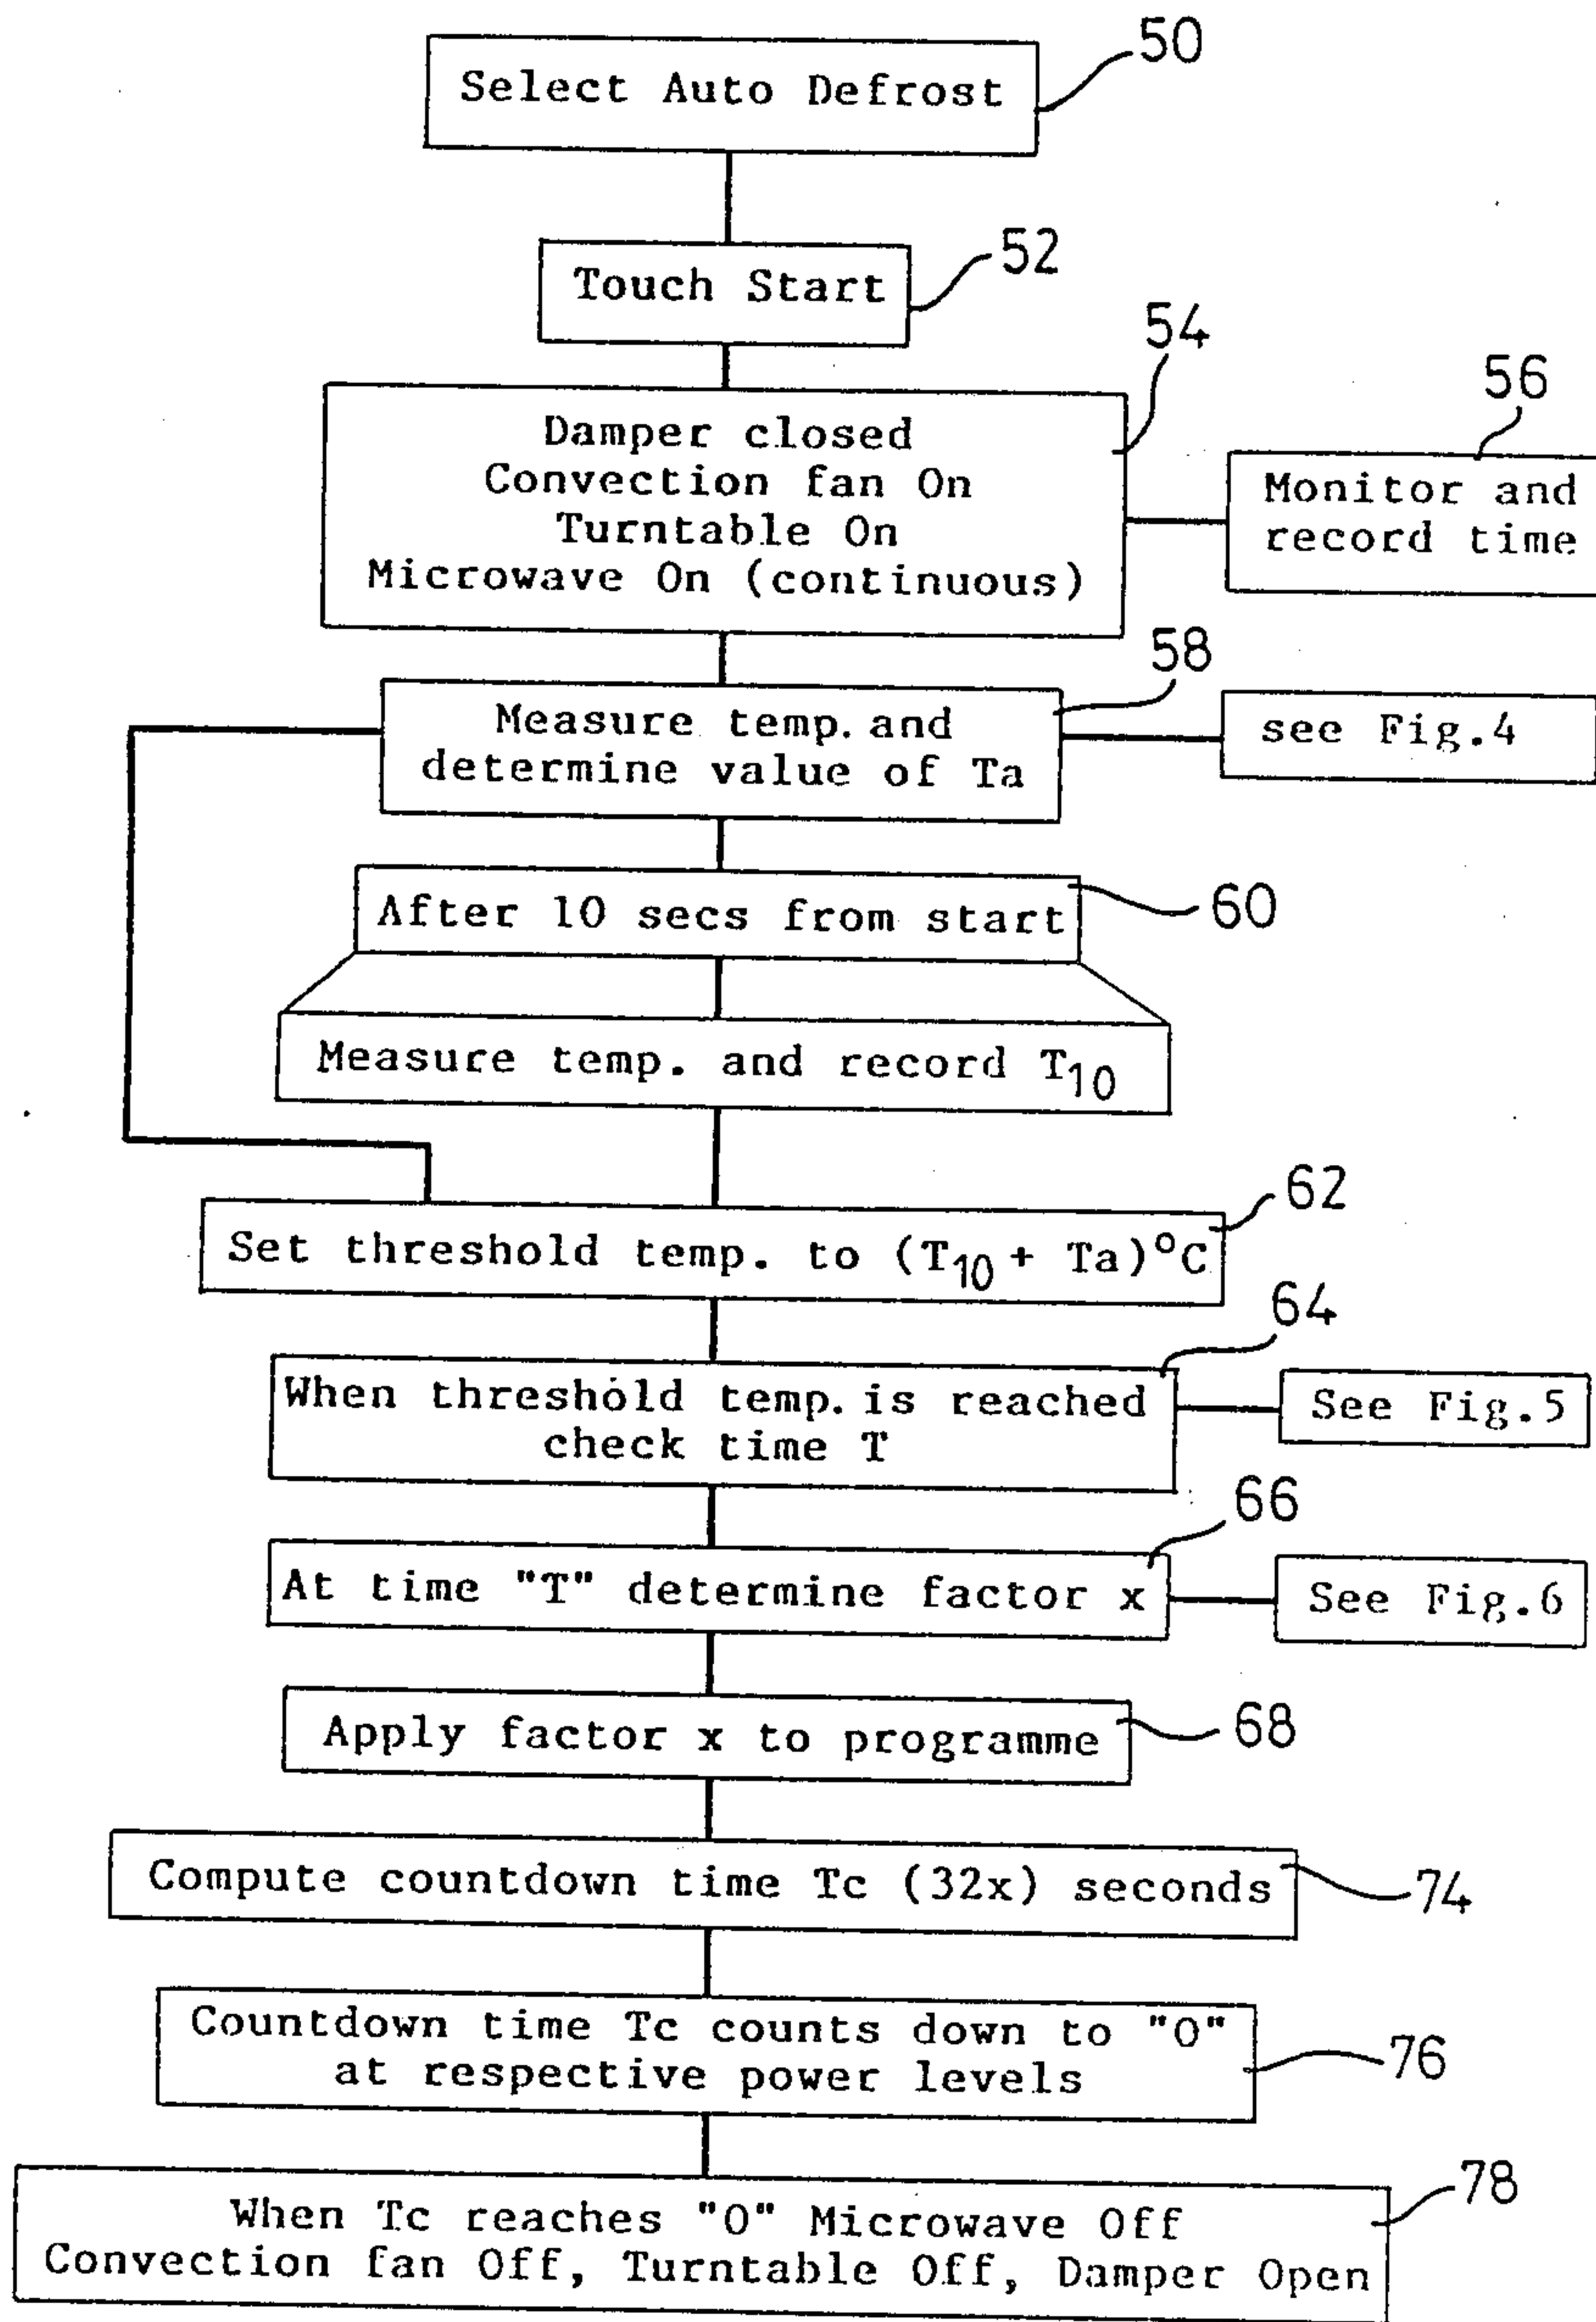 50
Select Auto Defrost
52
Touch Start
54
Damper closed
Convection fan On
Turntable On
Microwave On (continuous)
56
Monitor and
record time
58
Measure temp. and
determine value of Ta
see Fig.4
After 10 secs from start
60
Measure temp. and record T10
62
Set threshold temp. to (T10 + Ta)°C
64
When threshold temp. is reached
check time T
See Fig.5
66
At time "T" determine factor x
See Fig.6
Apply factor x to programme
68
Compute countdown time Tc (32x) seconds
74
Countdown time Tc counts down to "0"
at respective power levels
76
78
When Tc reaches "0" Microwave Off
Convection fan Off, Turntable Off, Damper Open